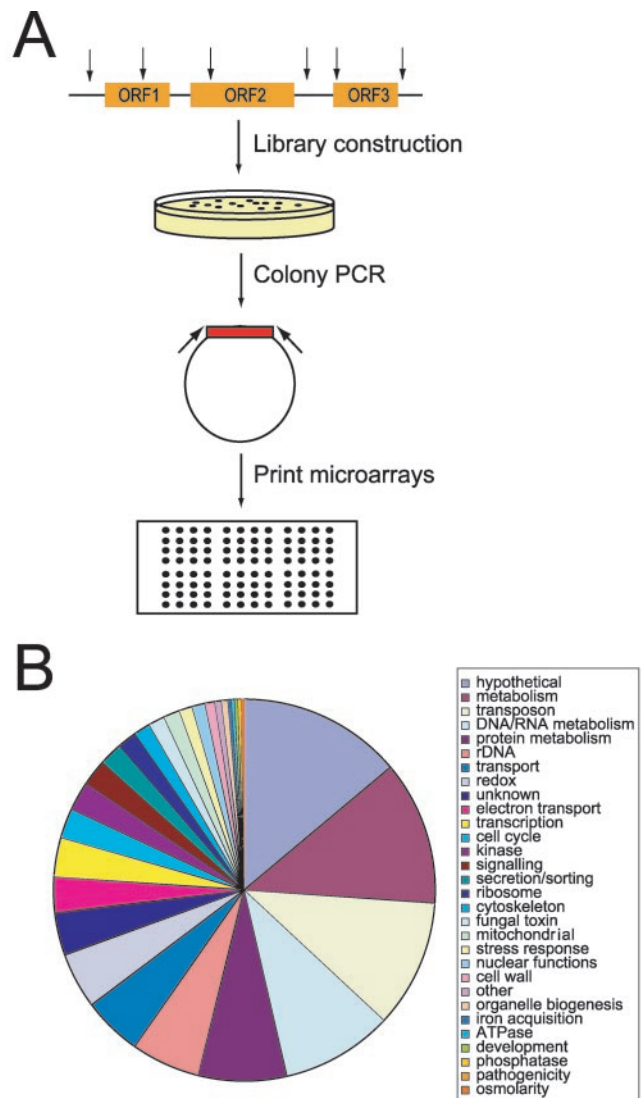 A
ORF1 ORF2 ORF3
Library construction
Colony PCR
Print microarrays
B
hypothetical
metabolism
transposon
DNA/RNA metabolism
protein metabolism
rDNA
transport
redox
unknown
electron transport
transcription
cell cycle
kinase
signalling
secretion/sorting
ribosome
cytoskeleton
fungal toxin
mitochondrial
stress response
nuclear functions
cell wall
other
organelle biogenesis
iron acquisition
ATPase
development
phosphatase
pathogenicity
osmolarity